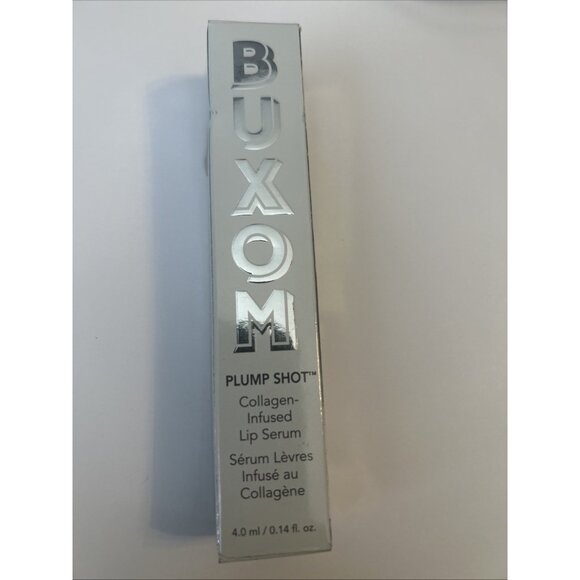 BUXOM
PLUMP SHOT™
Collagen-
Infused
Lip Serum
Sérum Lèvres
Infusé au
Collagène
4.0 ml / 0.14 fl. oz.